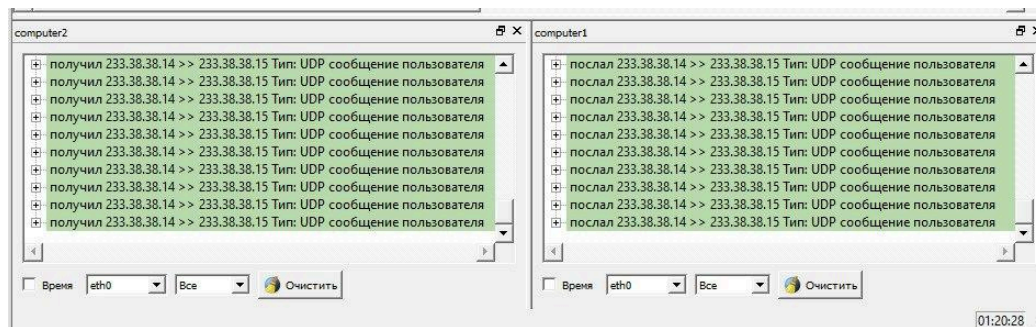 computer2
получил 233.38.38.14 >> 233.38.38.15 Тип: UDP сообщение пользователя
получил 233.38.38.14 >> 233.38.38.15 Тип: UDP сообщение пользователя
получил 233.38.38.14 >> 233.38.38.15 Тип: UDP сообщение пользователя
получил 233.38.38.14 >> 233.38.38.15 Тип: UDP сообщение пользователя
получил 233.38.38.14 >> 233.38.38.15 Тип: UDP сообщение пользователя
получил 233.38.38.14 >> 233.38.38.15 Тип: UDP сообщение пользователя
получил 233.38.38.14 >> 233.38.38.15 Тип: UDP сообщение пользователя
получил 233.38.38.14 >> 233.38.38.15 Тип: UDP сообщение пользователя
получил 233.38.38.14 >> 233.38.38.15 Тип: UDP сообщение пользователя
получил 233.38.38.14 >> 233.38.38.15 Тип: UDP сообщение пользователя
Время eth0 Все Очистить
computer1
послал 233.38.38.14 >> 233.38.38.15 Тип: UDP сообщение пользователя
послал 233.38.38.14 >> 233.38.38.15 Тип: UDP сообщение пользователя
послал 233.38.38.14 >> 233.38.38.15 Тип: UDP сообщение пользователя
послал 233.38.38.14 >> 233.38.38.15 Тип: UDP сообщение пользователя
послал 233.38.38.14 >> 233.38.38.15 Тип: UDP сообщение пользователя
послал 233.38.38.14 >> 233.38.38.15 Тип: UDP сообщение пользователя
послал 233.38.38.14 >> 233.38.38.15 Тип: UDP сообщение пользователя
послал 233.38.38.14 >> 233.38.38.15 Тип: UDP сообщение пользователя
послал 233.38.38.14 >> 233.38.38.15 Тип: UDP сообщение пользователя
послал 233.38.38.14 >> 233.38.38.15 Тип: UDP сообщение пользователя
Время eth0 Все Очистить
01:20:28